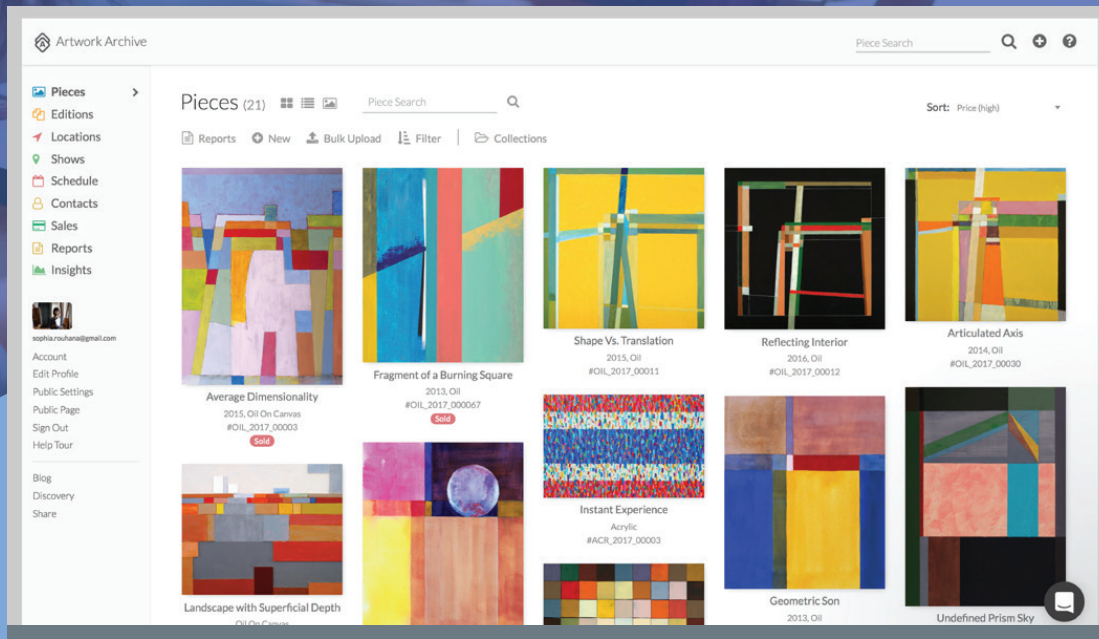 Artwork Archive
Piece Search
Pieces
Editions
Locations
Shows
Schedule
Contacts
Sales
Reports
Insights
sophia.rouhana@gmail.com
Account
Edit Profile
Public Settings
Public Page
Sign Out
Help Tour
Blog
Discovery
Share
Pieces (21)
Piece Search
Sort: Price (high)
Reports
New
Bulk Upload
Filter
Collections
Average Dimensionality
2015, Oil On Canvas
#OIL_2017_00003
Sold
Fragment of a Burning Square
2013, Oil
#OIL_2017_000067
Sold
Shape Vs. Translation
2015, Oil
#OIL_2017_00011
Reflecting Interior
2016, Oil
#OIL_2017_00012
Articulated Axis
2014, Oil
#OIL_2017_00030
Landscape with Superficial Depth
Oil On Canvas
Instant Experience
Acrylic
#ACR_2017_00003
Geometric Son
2013, Oil
Undefined Prism Sky